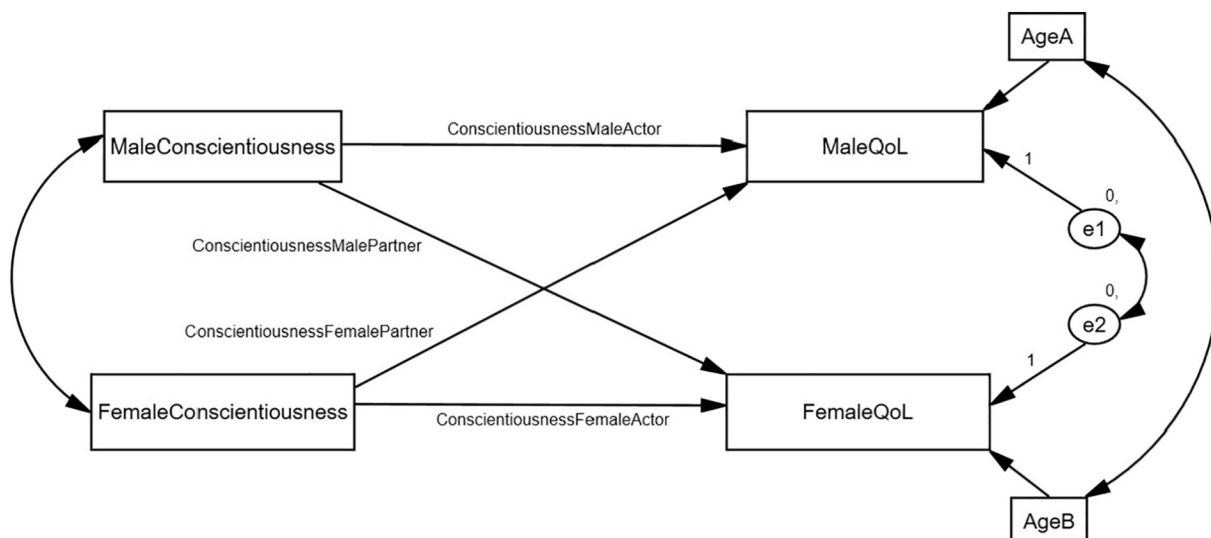 AgeA
MaleConscientiousness
ConscientiousnessMaleActor
MaleQoL
1
0,
e1
ConscientiousnessMalePartner
ConscientiousnessFemalePartner
0,
e2
1
FemaleConscientiousness
ConscientiousnessFemaleActor
FemaleQoL
AgeB